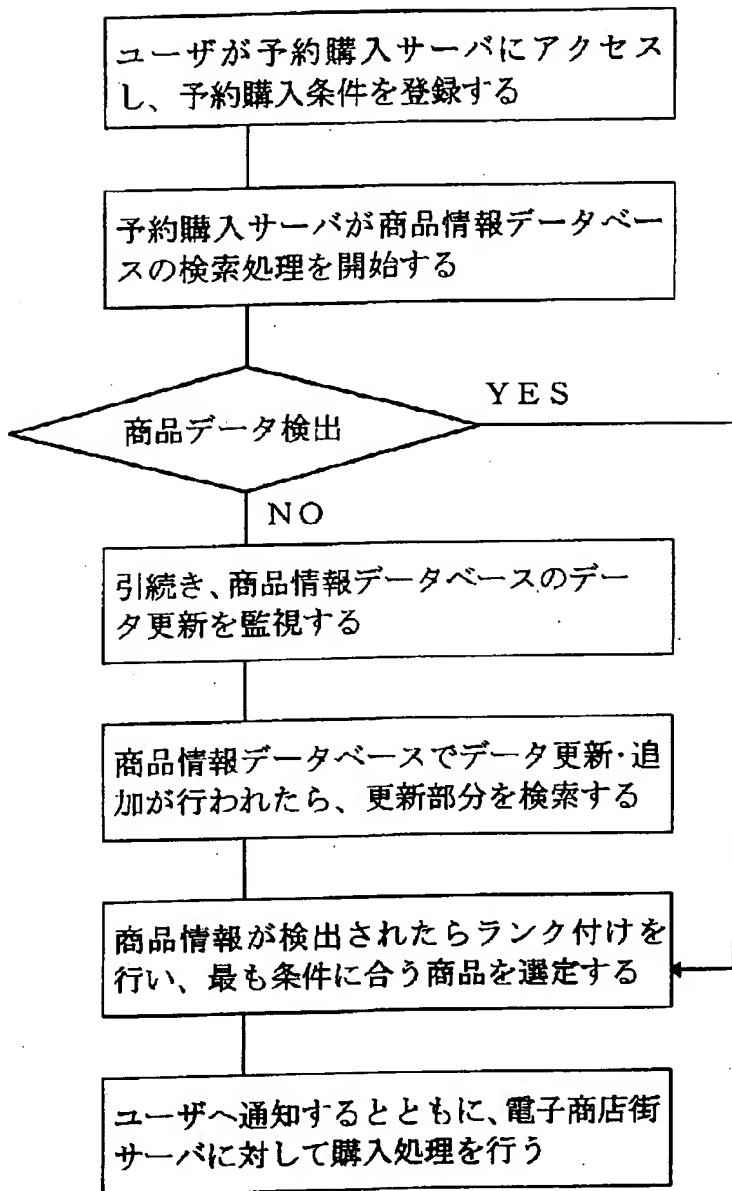 ユーザが予約購入サーバにアクセス
し、予約購入条件を登録する
予約購入サーバが商品情報データベー
スの検索処理を開始する
商品データ検出
YES
NO
引続き、商品情報データベースのデー
タ更新を監視する
商品情報データベースでデータ更新・追
加が行われたら、更新部分を検索する
商品情報が検出されたらランク付けを
行い、最も条件に合う商品を選定する
ユーザへ通知するとともに、電子商店街
サーバに対して購入処理を行う